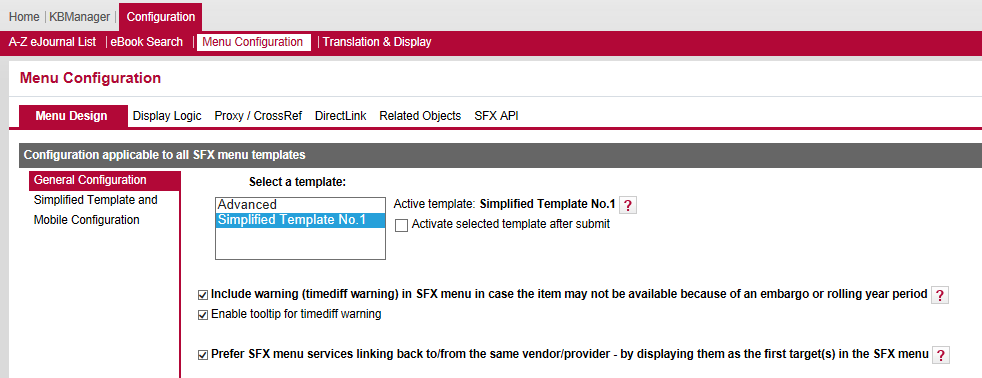 Home | KBManager | Configuration
A-Z eJournal List | eBook Search | Menu Configuration | Translation & Display
Menu Configuration
Menu Design Display Logic Proxy / CrossRef DirectLink Related Objects SFX API
Configuration applicable to all SFX menu templates
General Configuration
Simplified Template and
Mobile Configuration
Select a template:
Advanced
Simplified Template No.1
Active template: Simplified Template No.1 ?
Activate selected template after submit
Include warning (timediff warning) in SFX menu in case the item may not be available because of an embargo or rolling year period ?
Enable tooltip for timediff warning
Prefer SFX menu services linking back to/from the same vendor/provider - by displaying them as the first target(s) in the SFX menu ?